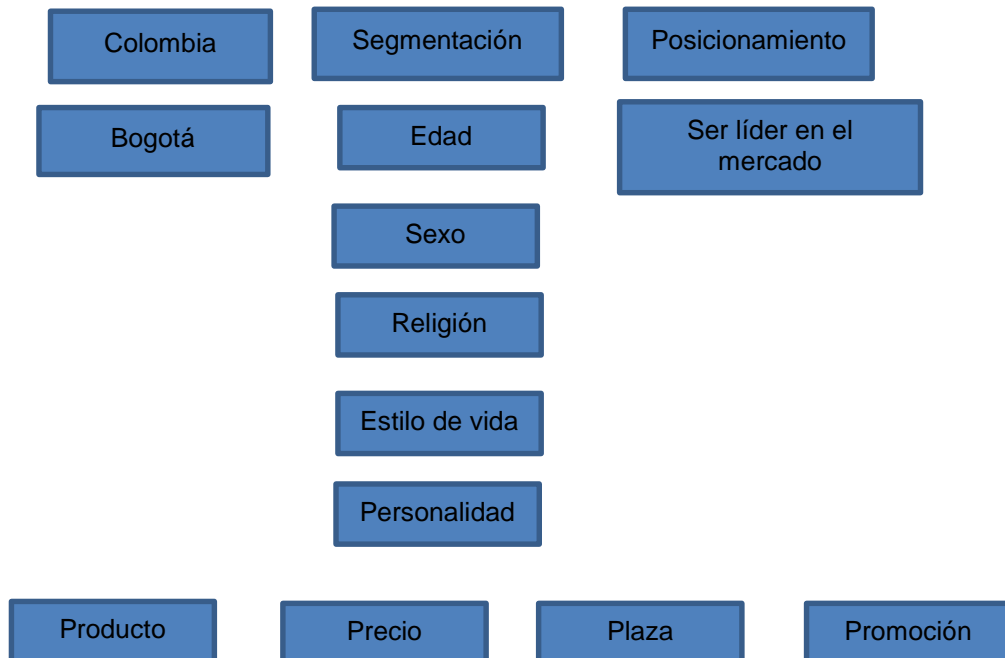 Colombia
Segmentación
Posicionamiento
Bogotá
Edad
Ser líder en el
mercado
Sexo
Religión
Estilo de vida
Personalidad
Producto
Precio
Plaza
Promoción